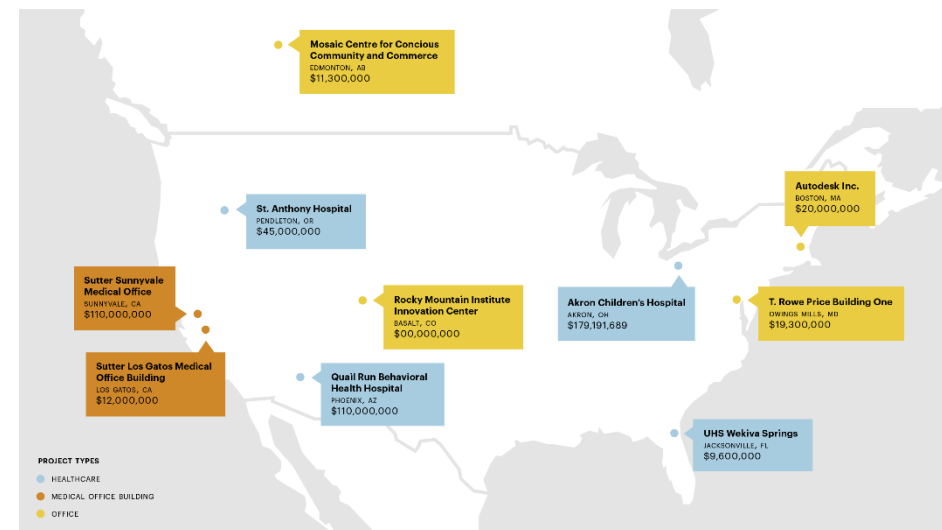 Mosaic Centre for Concious
Community and Commerce
EDMONTON, AB
$11,300,000
Autodesk Inc.
BOSTON, MA
$20,000,000
St. Anthony Hospital
PENDLETON, OR
$45,000,000
Sutter Sunnyvale
Medical Office
SUNNYVALE, CA
$110,000,000
Rocky Mountain Institute
Innovation Center
BASALT, CO
$00,000,000
Akron Children's Hospital
AKRON, OH
$179,191,689
T. Rowe Price Building One
OWINGS MILLS, MD
$19,300,000
Sutter Los Gatos Medical
Office Building
LOS GATOS, CA
$12,000,000
Quail Run Behavioral
Health Hospital
PHOENIX, AZ
$110,000,000
UHS Wekiva Springs
JACKSONVILLE, FL
$9,600,000
PROJECT TYPES
HEALTHCARE
MEDICAL OFFICE BUILDING
OFFICE